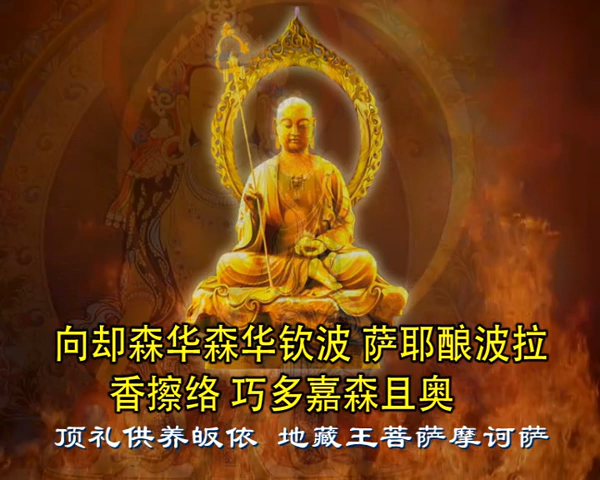 向却森华森华钦波 萨耶酿波拉
香擦络 巧多嘉森且奥
顶礼供养皈依 地藏王菩萨摩诃萨